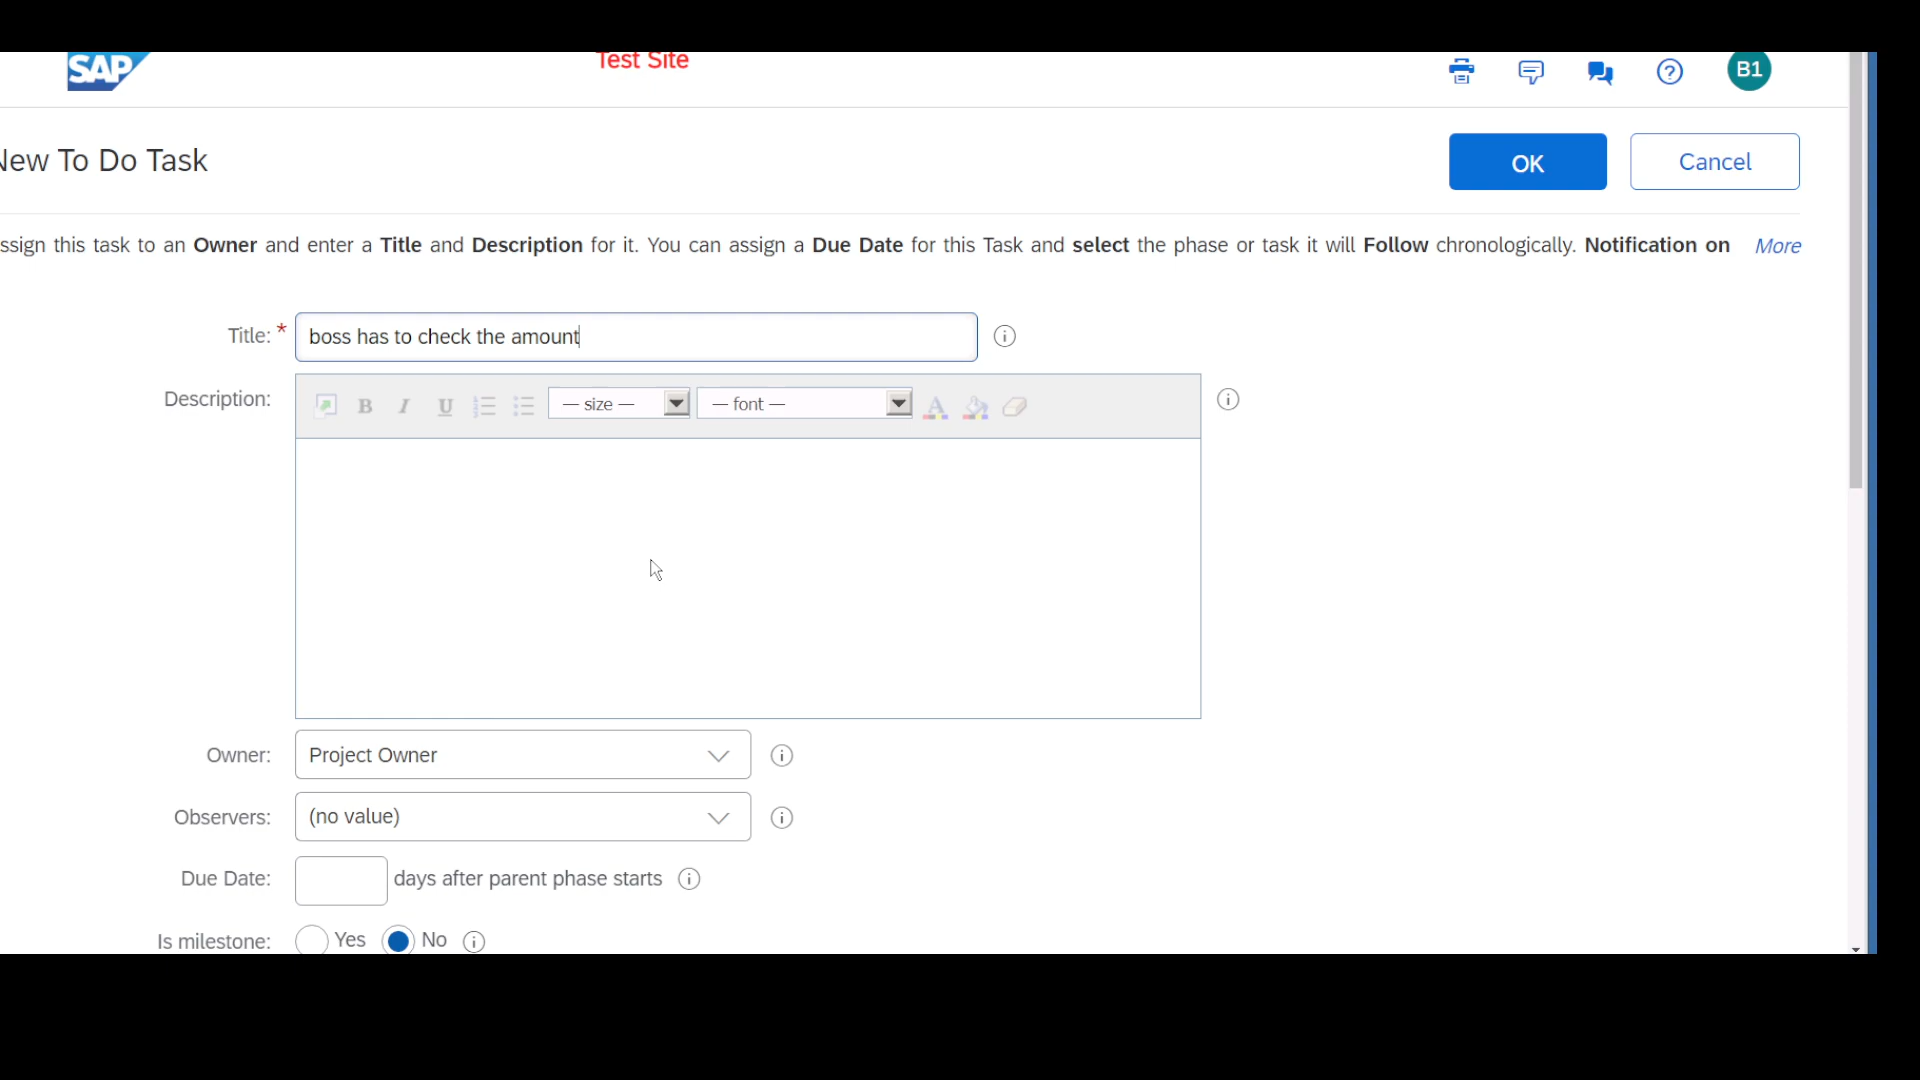 SAP
Test Site
B1
New To Do Task
OK
Cancel
ssign this task to an Owner and enter a Title and Description for it. You can assign a Due Date for this Task and select the phase or task it will Follow chronologically. Notification on More
Title: * boss has to check the amount
Description:
B I U — size — — font — A
Owner: Project Owner
Observers: (no value)
Due Date: days after parent phase starts
Is milestone: Yes No